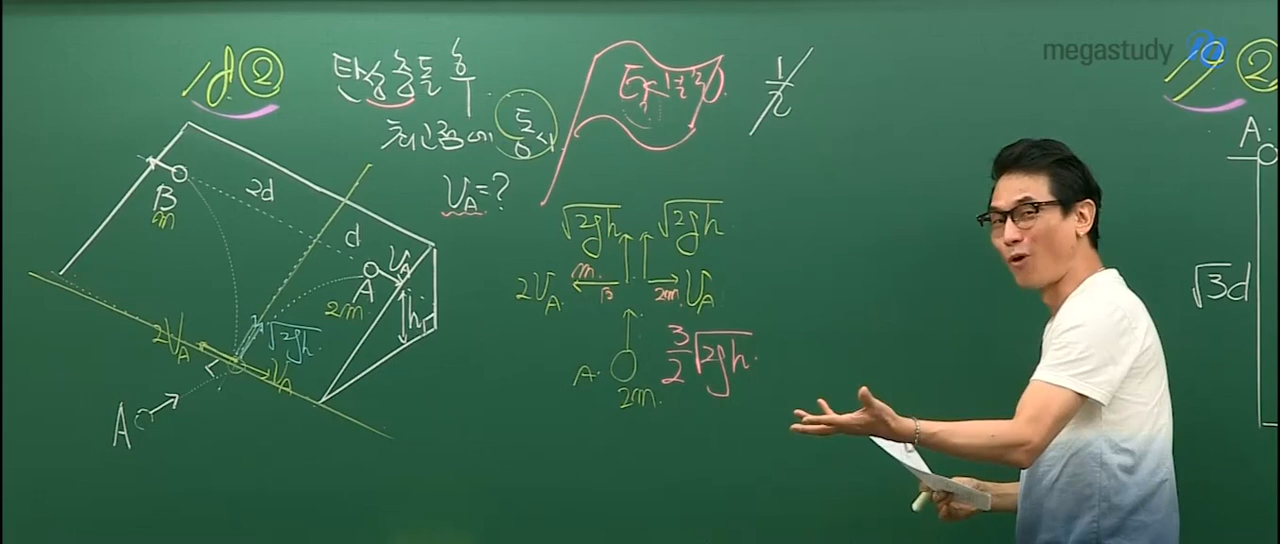 megastudy
9. ②
탄성충돌 후
최고점에 동시
V_A=?
1/2
B
m
2d
d
V_A
A
2m
h
2V_A
√2gh
V_A
A
√2gh √2gh
2V_A m B 2m V_A
A 2m
3/2 √2gh
②
A
√3d